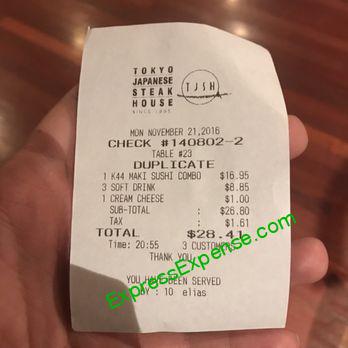 TOKYO
JAPANESE
STEAK
HOUSE
SINCE 1995
TJSH
MON NOVEMBER 21,2016
CHECK #140802-2
TABLE #23
DUPLICATE
1 K44 MAKI SUSHI COMBO $16.95
3 SOFT DRINK $8.85
1 CREAM CHEESE $1.00
SUB-TOTAL : $26.80
TAX : $1.61
TOTAL $28.41
Time: 20:55 3 CUSTOMERS
THANK YOU
YOU HAVE BEEN SERVED
BY : 10 elias
ExpressExpense.com